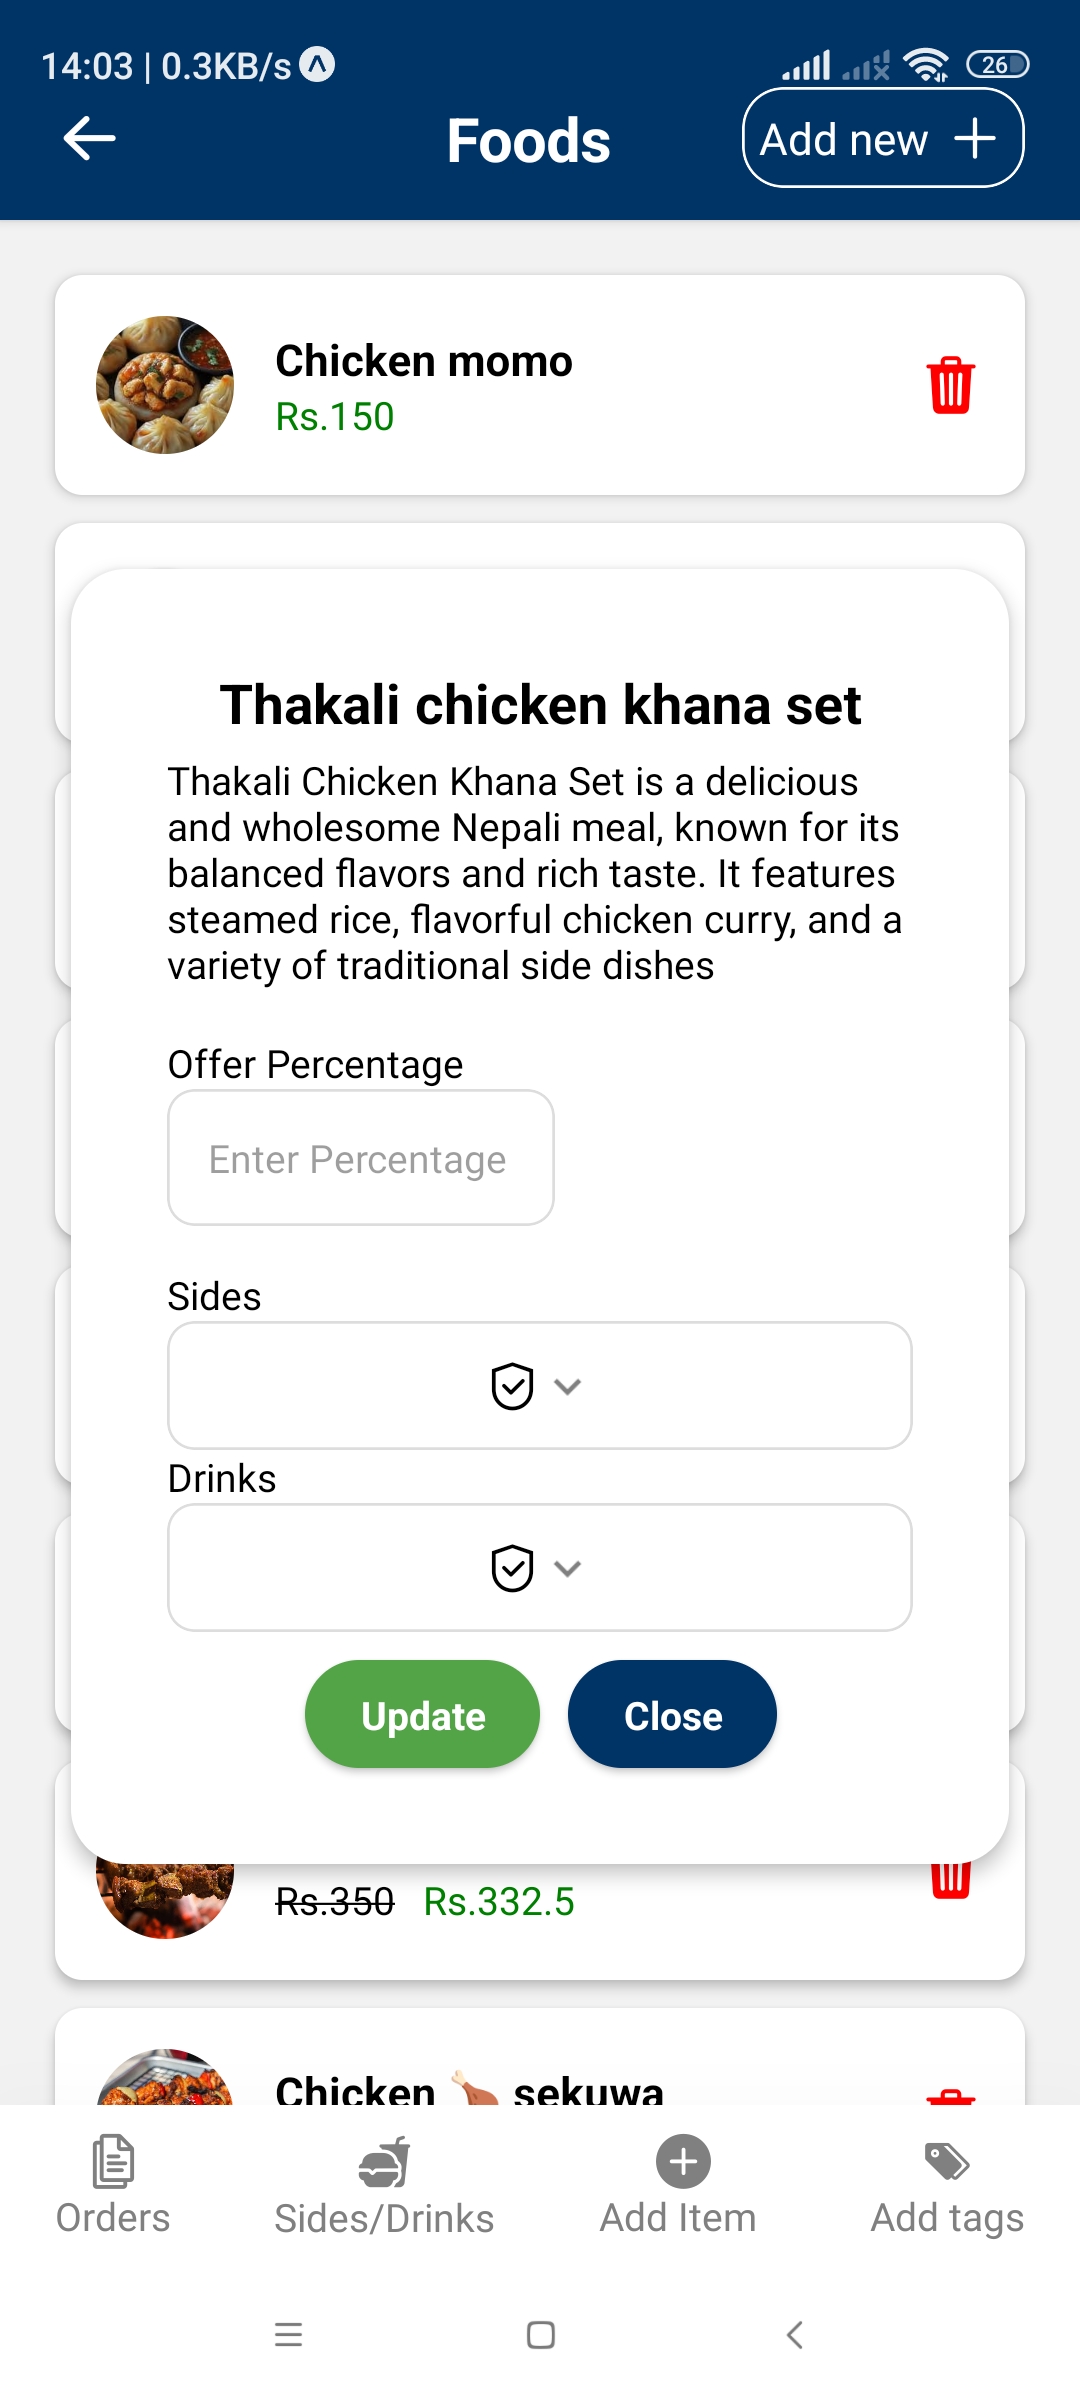 14:03 | 0.3KB/s
26
Foods
Add new +
Chicken momo
Rs.150
Thakali chicken khana set
Thakali Chicken Khana Set is a delicious
and wholesome Nepali meal, known for its
balanced flavors and rich taste. It features
steamed rice, flavorful chicken curry, and a
variety of traditional side dishes
Offer Percentage
Enter Percentage
Sides
Drinks
Update
Close
Rs.350 Rs.332.5
Chicken 🍗 sekuwa
Orders
Sides/Drinks
Add Item
Add tags